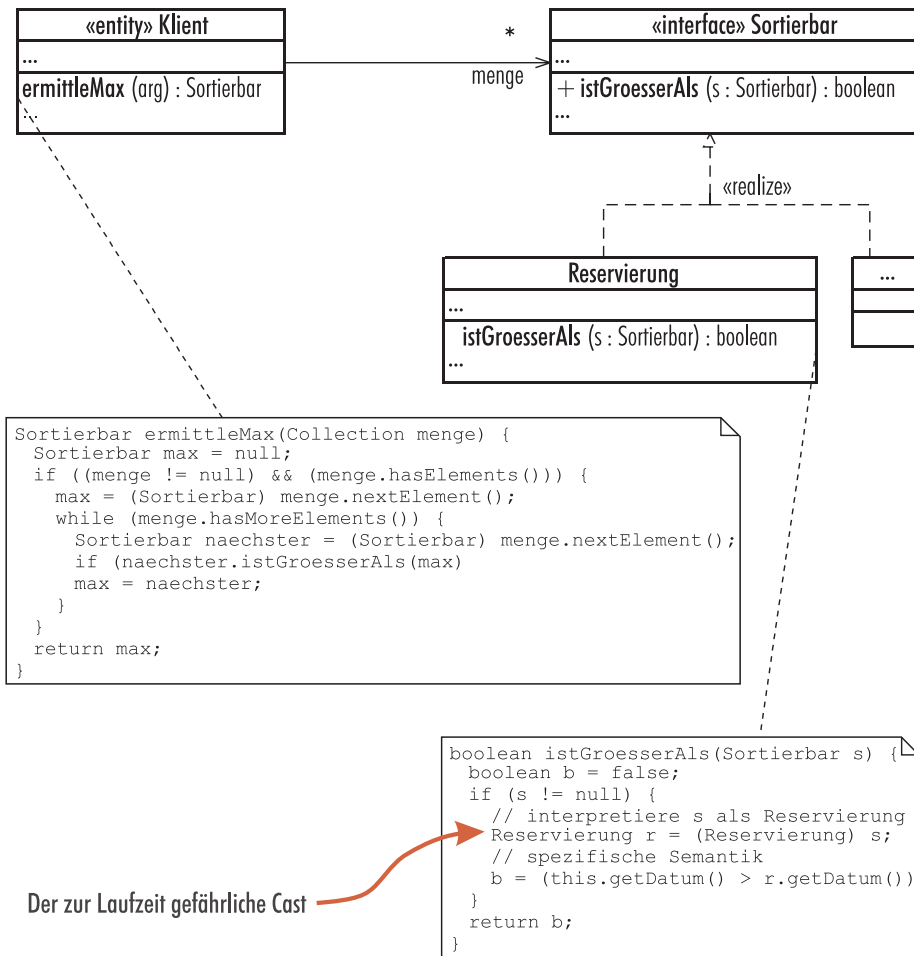 «entity» Klient
...
ermittleMax (arg) : Sortierbar
...
*
menge
«interface» Sortierbar
...
+ istGroesserAls (s : Sortierbar) : boolean
...
«realize»
Reservierung
...
istGroesserAls (s : Sortierbar) : boolean
...
...
Sortierbar ermittleMax(Collection menge) {
Sortierbar max = null;
if ((menge != null) && (menge.hasElements())) {
max = (Sortierbar) menge.nextElement();
while (menge.hasMoreElements()) {
Sortierbar naechster = (Sortierbar) menge.nextElement();
if (naechster.istGroesserAls(max)
max = naechster;
}
}
return max;
}
boolean istGroesserAls(Sortierbar s) {
boolean b = false;
if (s != null) {
// interpretiere s als Reservierung
Reservierung r = (Reservierung) s;
// spezifische Semantik
b = (this.getDatum() > r.getDatum())
}
return b;
}
Der zur Laufzeit gefährliche Cast